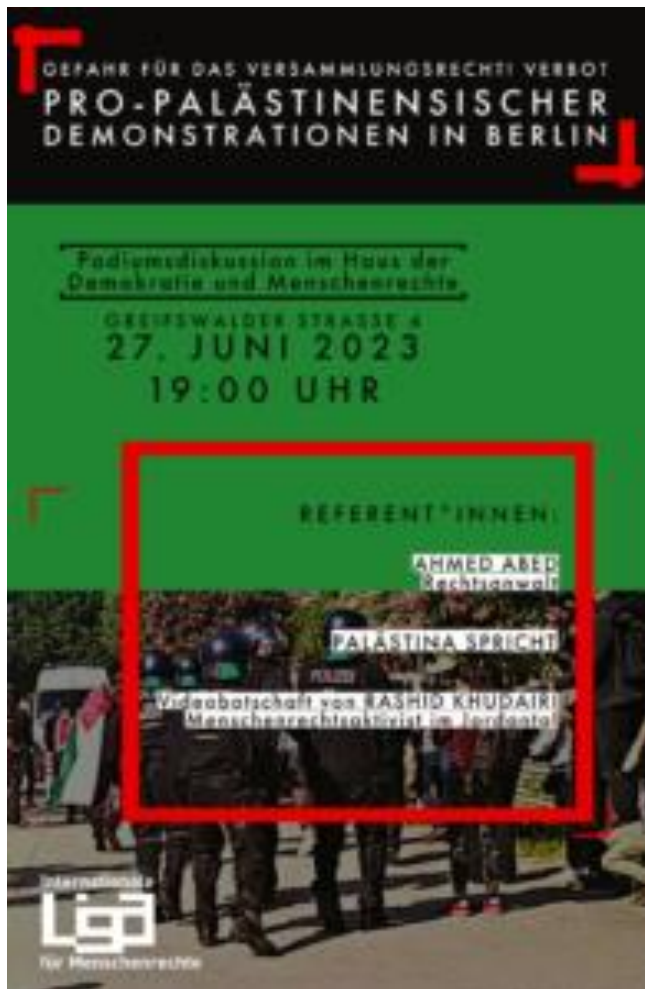 GEFAHR FÜR DAS VERSAMMLUNGSRECHT! VERBOT
PRO-PALÄSTINENSISCHER
DEMONSTRATIONEN IN BERLIN
Podiumsdiskussion im Haus der
Demokratie und Menschenrechte
GREIFSWALDER STRASSE 4
27. JUNI 2023
19:00 UHR
REFERENT*INNEN:
AHMED ABED
Rechtsanwalt
PALÄSTINA SPRICHT
POLIZEI
Videobotschaft von RASHID KHUDAIRI
Menschenrechtsaktivist im Jordantal
Internationale
Liga
für Menschenrechte